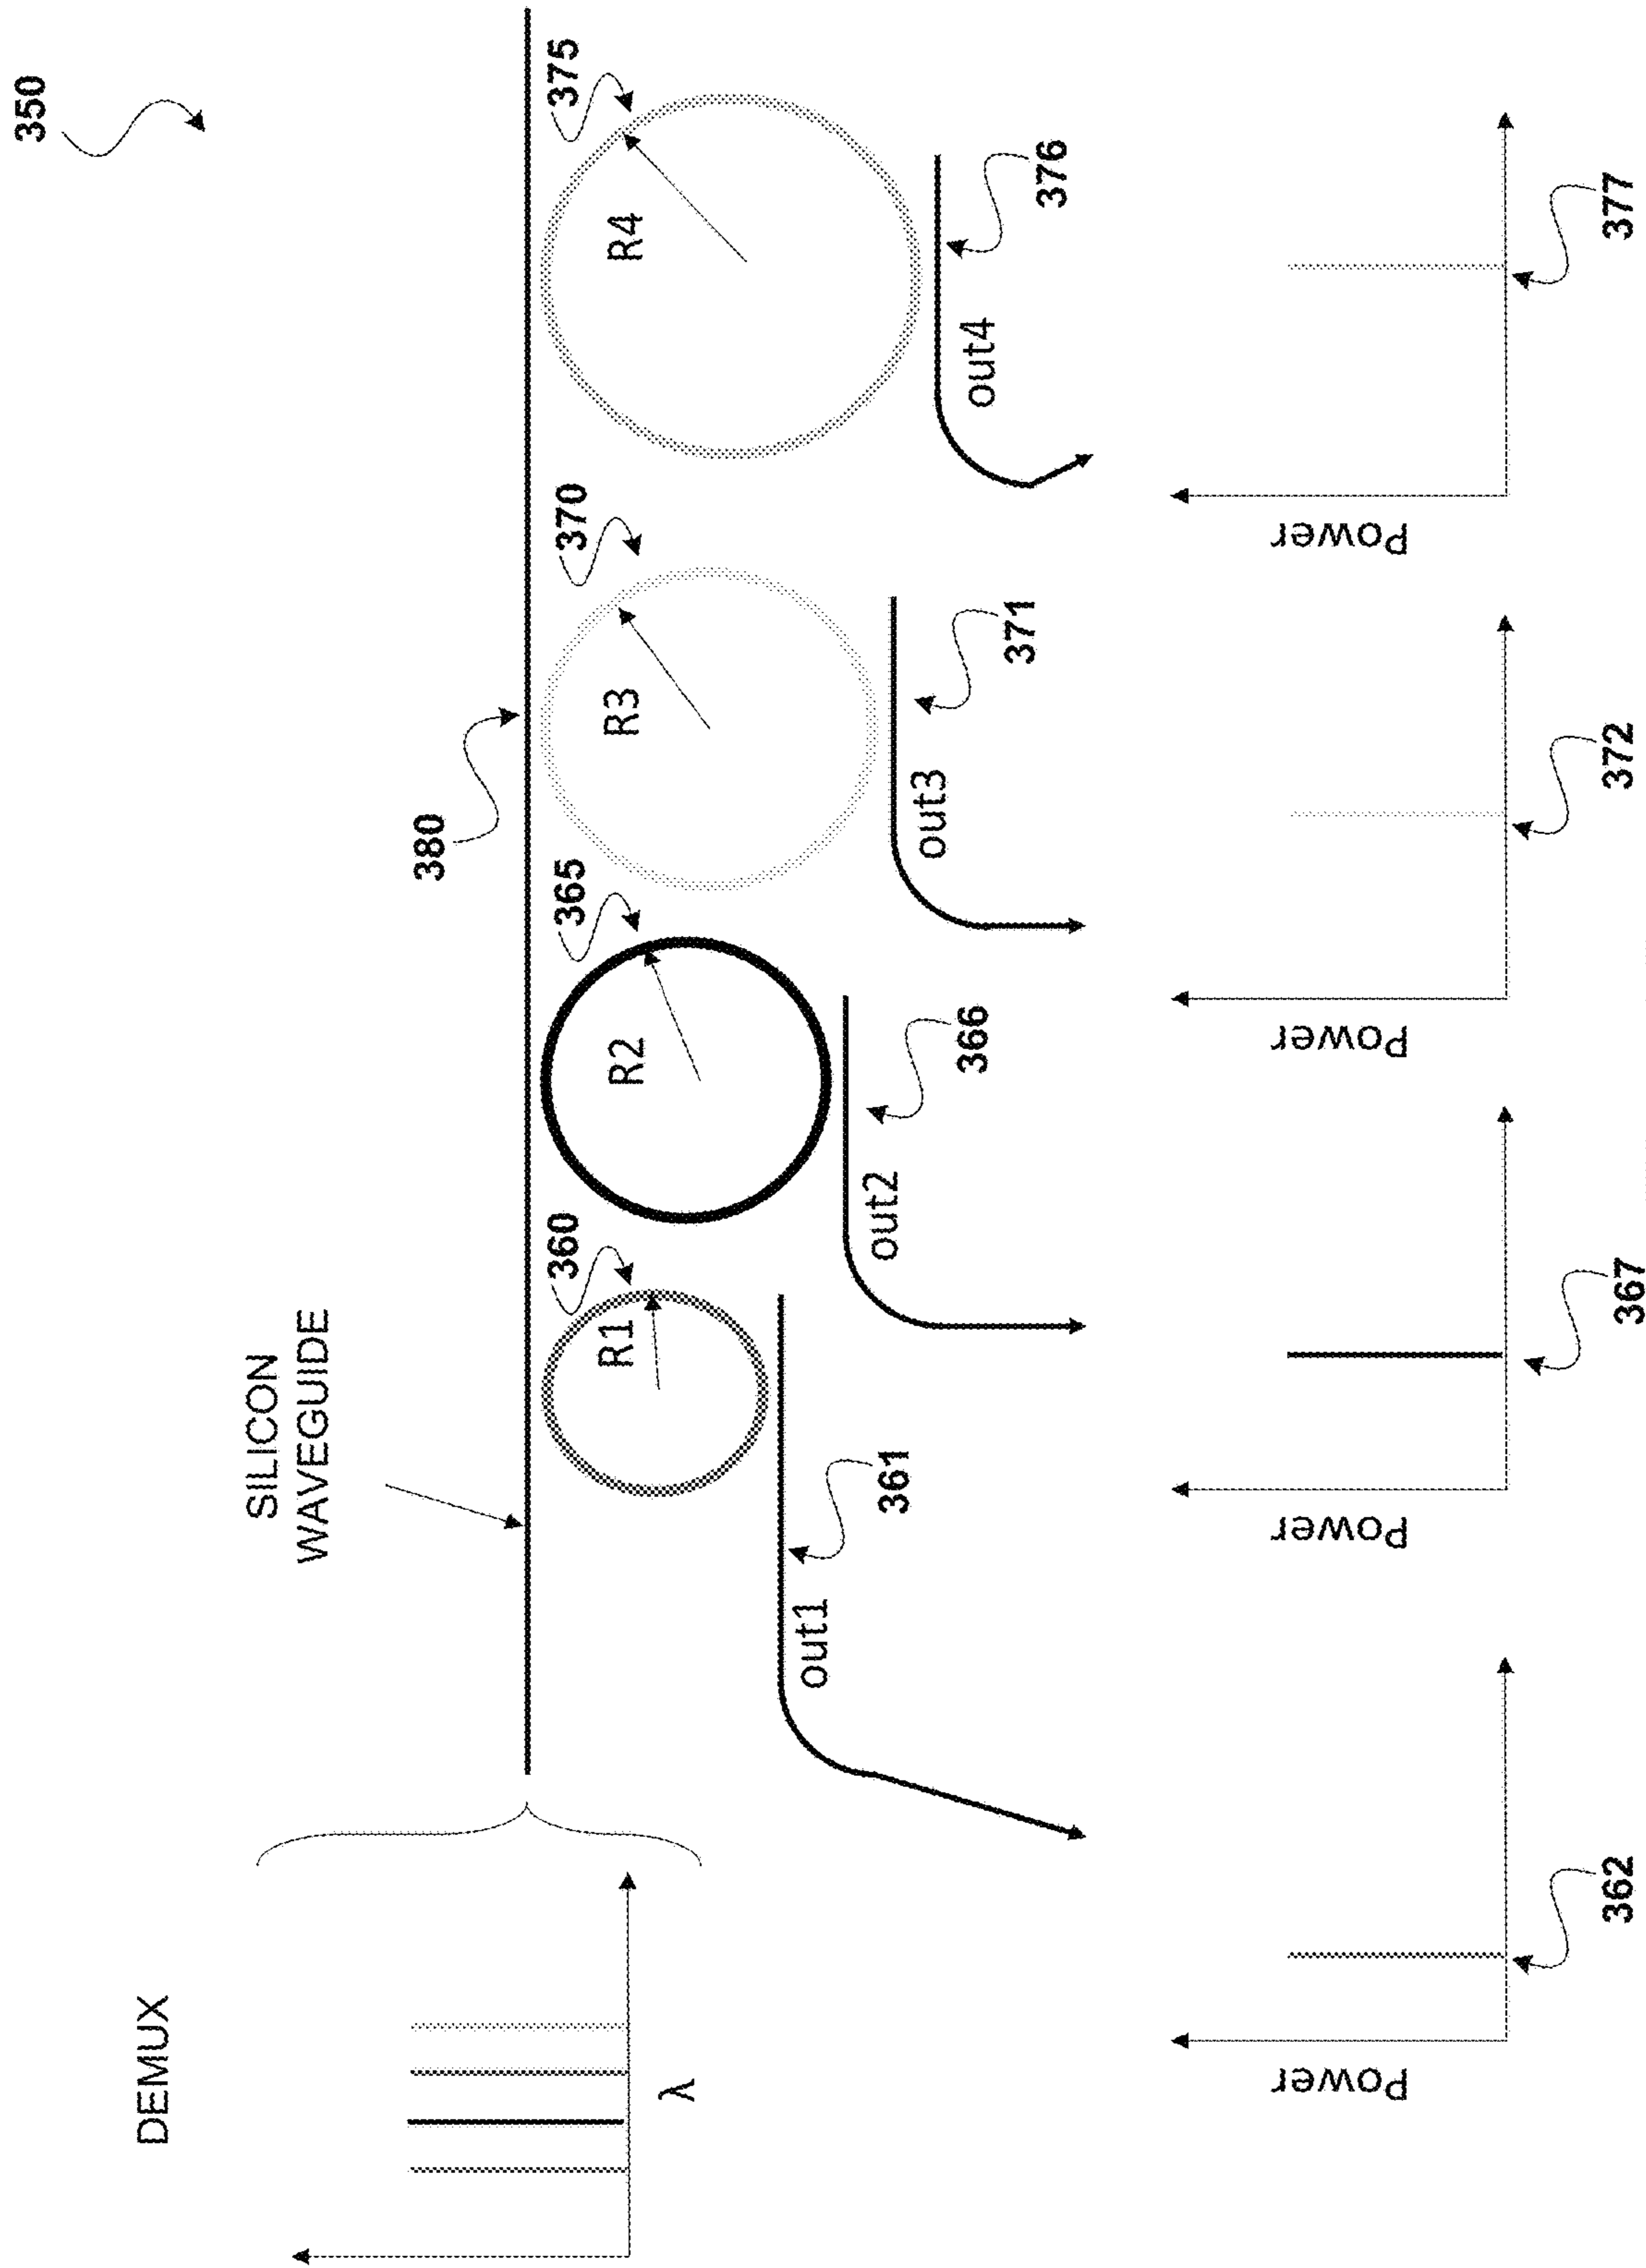 350
DEMUX
SILICON
WAVEGUIDE
380
λ
360
365
370
375
R1
R2
R3
R4
out1
361
out2
366
out3
371
out4
376
Power
362
Power
367
Power
372
Power
377